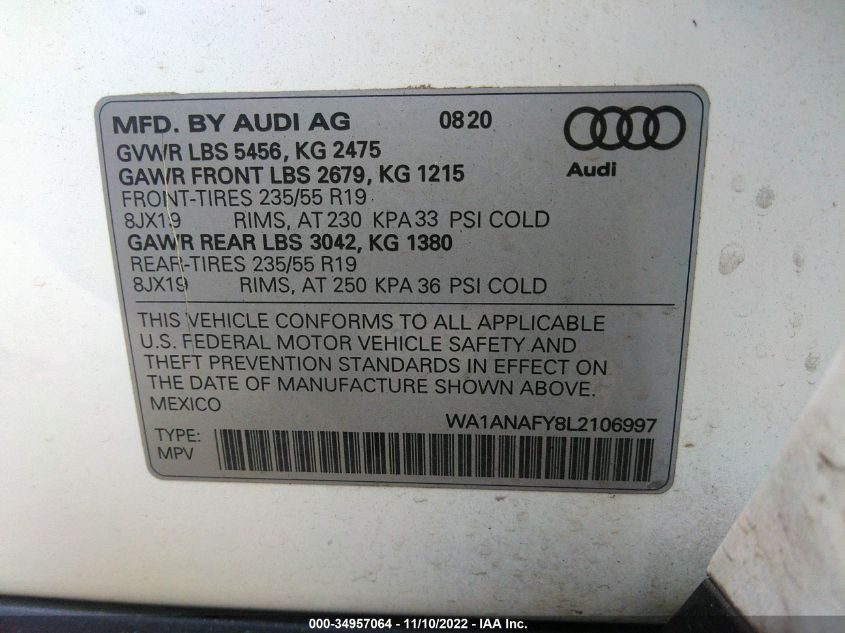 MFD. BY AUDI AG 0820
GVWR LBS 5456, KG 2475
GAWR FRONT LBS 2679, KG 1215
Audi
FRONT-TIRES 235/55 R19
8JX19 RIMS, AT 230 KPA 33 PSI COLD
GAWR REAR LBS 3042, KG 1380
REAR-TIRES 235/55 R19
8JX19 RIMS, AT 250 KPA 36 PSI COLD
THIS VEHICLE CONFORMS TO ALL APPLICABLE
U.S. FEDERAL MOTOR VEHICLE SAFETY AND
THEFT PREVENTION STANDARDS IN EFFECT ON
THE DATE OF MANUFACTURE SHOWN ABOVE.
MEXICO
WA1ANAFY8L2106997
TYPE:
MPV
000-34957064 - 11/10/2022 - IAA Inc.